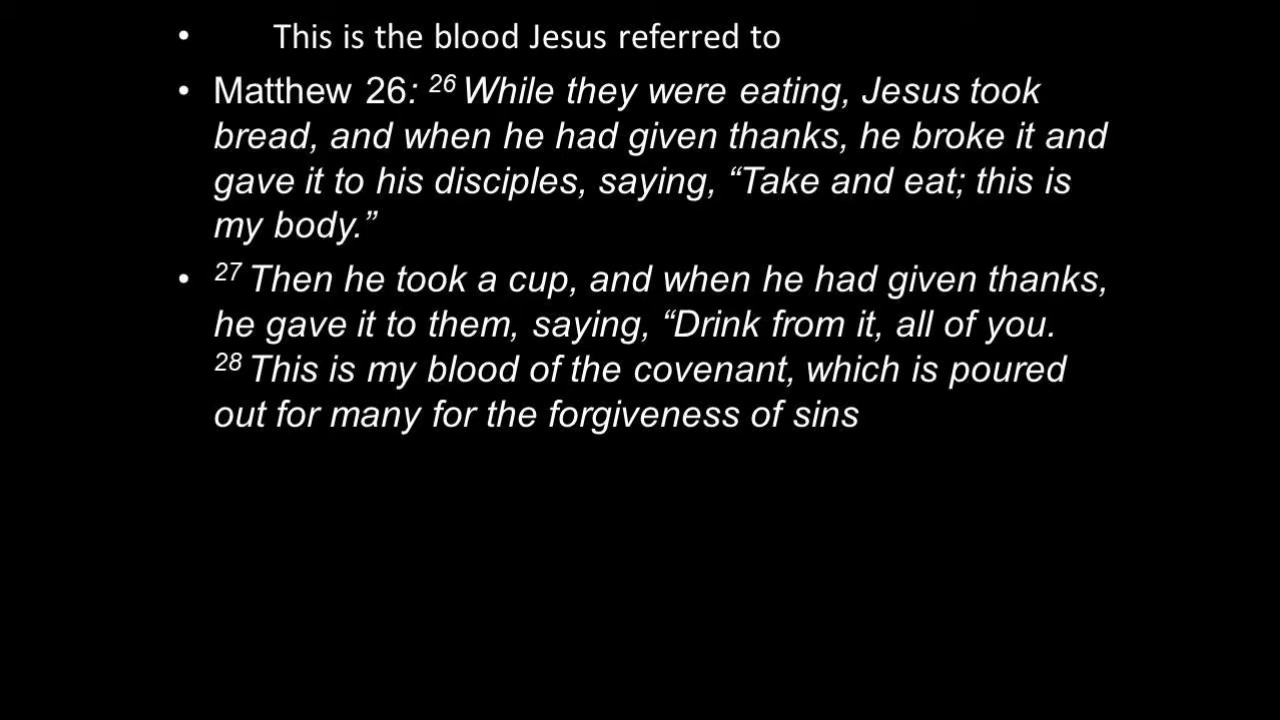 • This is the blood Jesus referred to
• Matthew 26: 26 While they were eating, Jesus took
bread, and when he had given thanks, he broke it and
gave it to his disciples, saying, “Take and eat; this is
my body.”
• 27 Then he took a cup, and when he had given thanks,
he gave it to them, saying, “Drink from it, all of you.
28 This is my blood of the covenant, which is poured
out for many for the forgiveness of sins